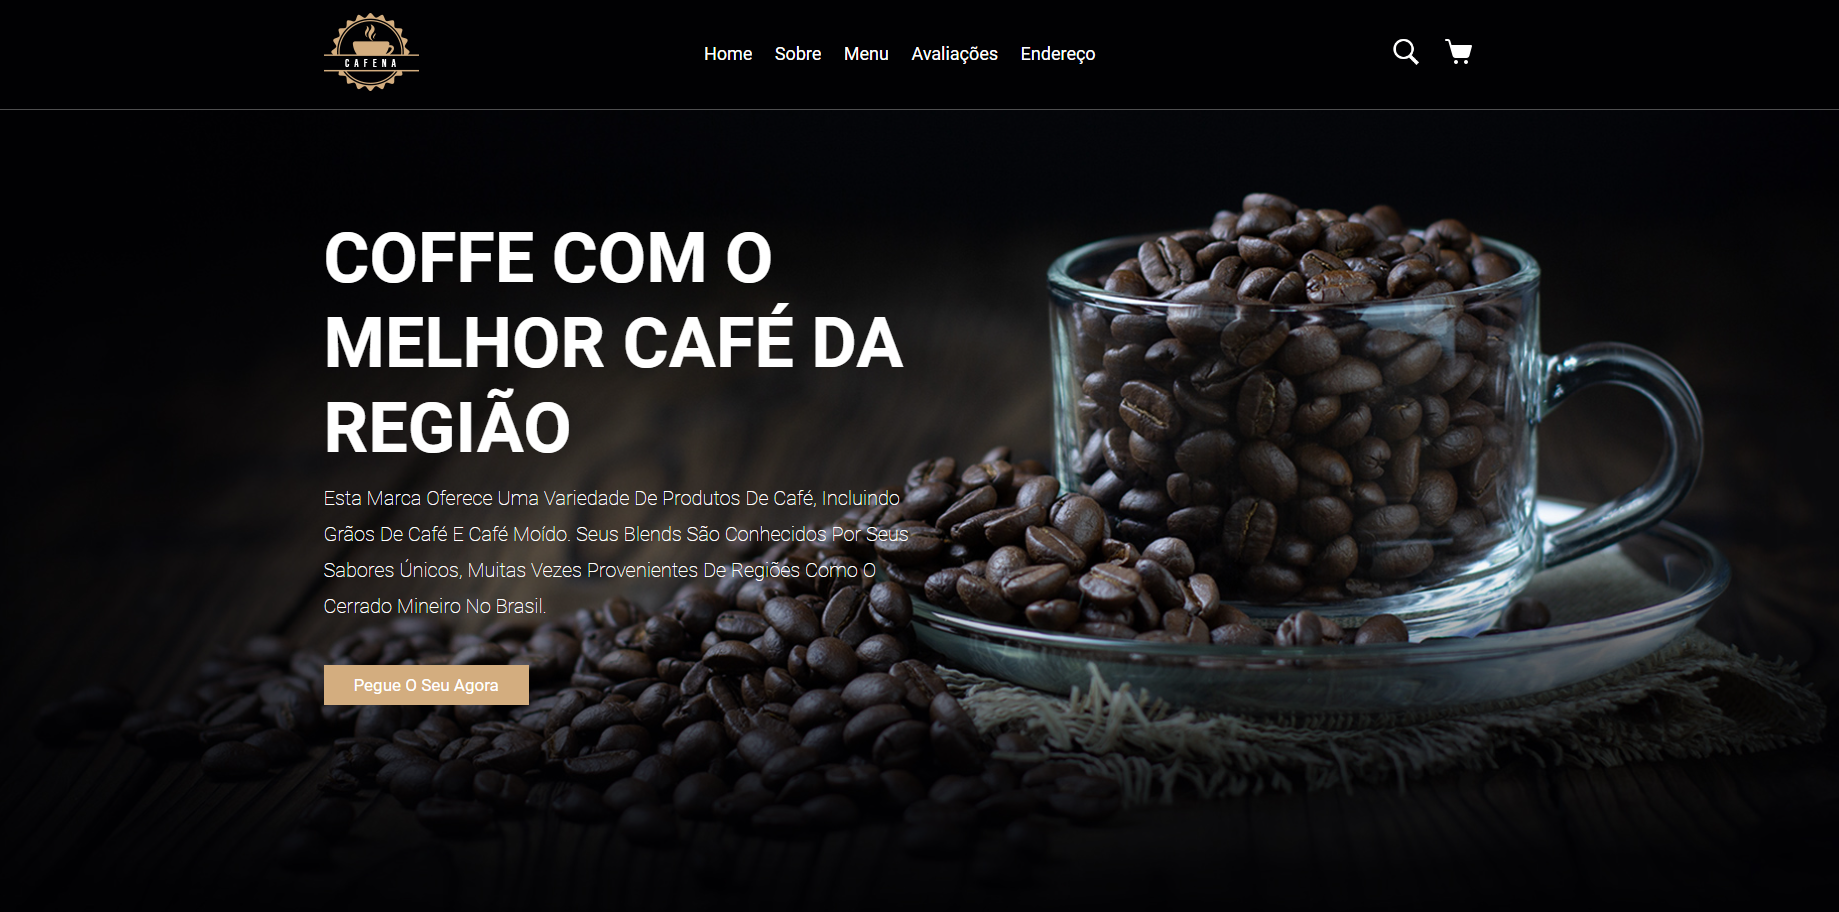 CAFENA
Home Sobre Menu Avaliações Endereço
COFFE COM O
MELHOR CAFÉ DA
REGIÃO
Esta Marca Oferece Uma Variedade De Produtos De Café, Incluindo
Grãos De Café E Café Moído. Seus Blends São Conhecidos Por Seus
Sabores Únicos, Muitas Vezes Provenientes De Regiões Como O
Cerrado Mineiro No Brasil.
Pegue O Seu Agora